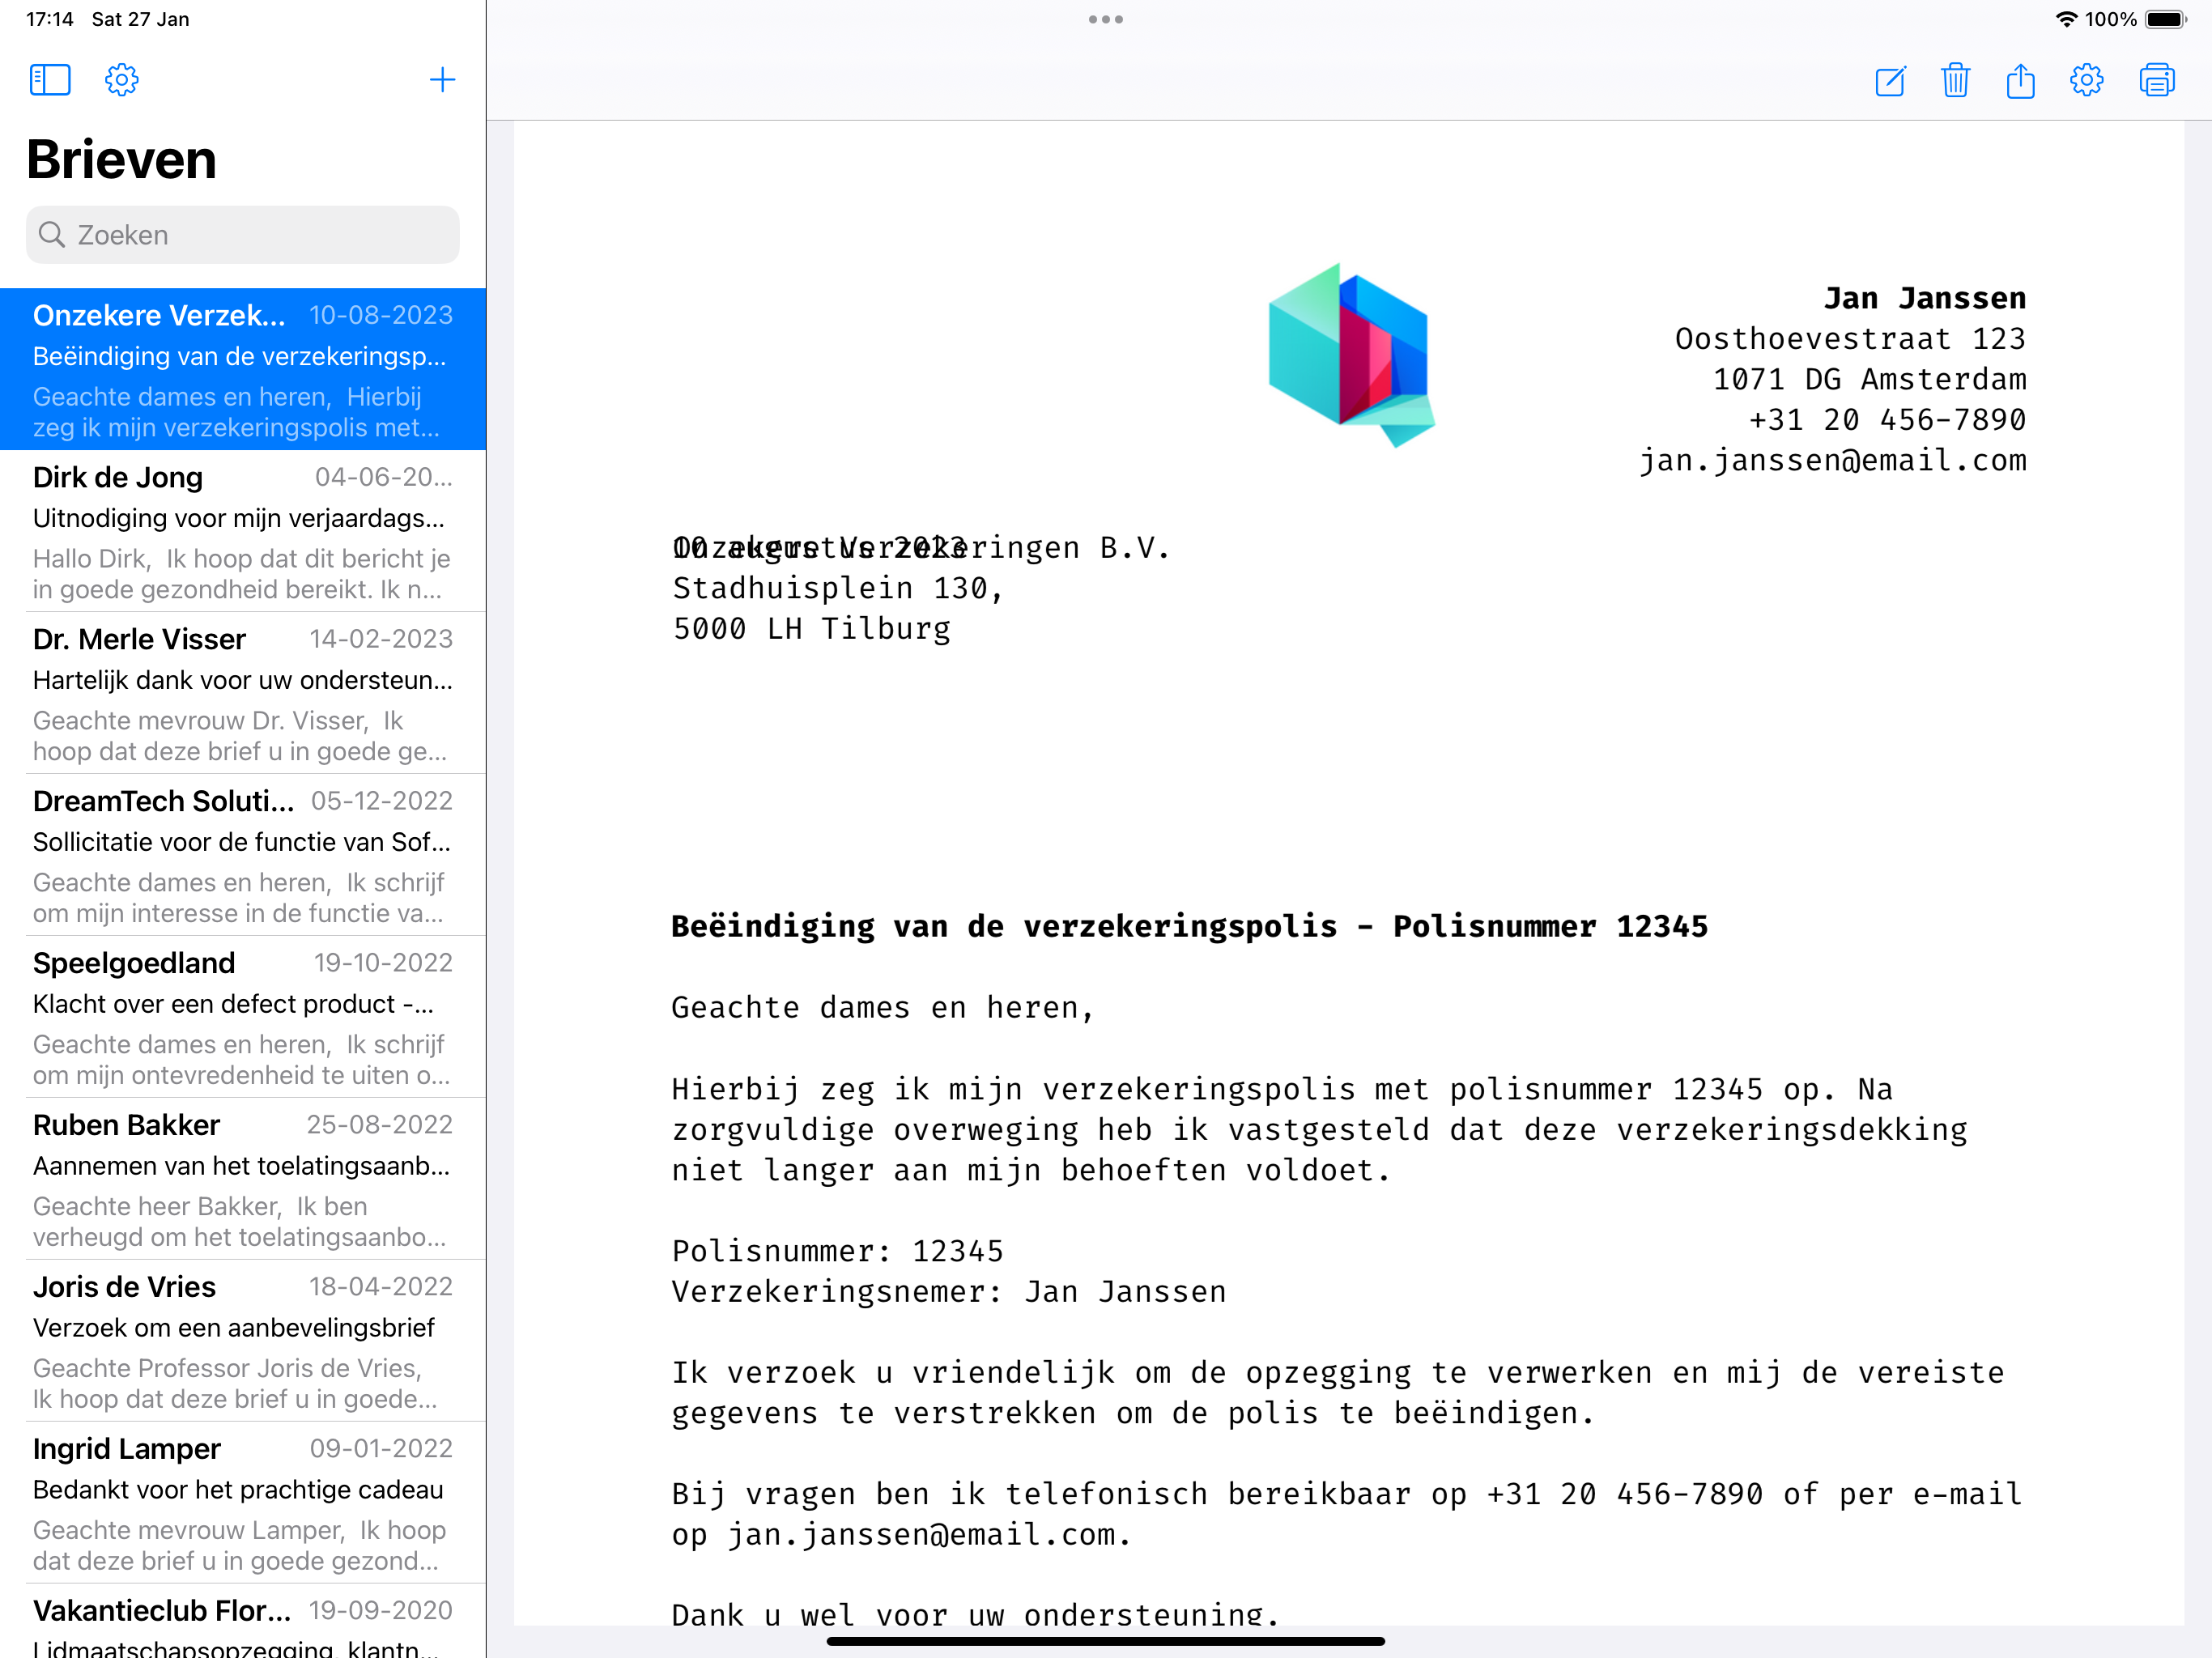 17:14 Sat 27 Jan
100%
Brieven
Zoeken
Onzekere Verzek... 10-08-2023
Beëindiging van de verzekeringsp...
Geachte dames en heren, Hierbij
zeg ik mijn verzekeringspolis met...
Dirk de Jong 04-06-20...
Uitnodiging voor mijn verjaardags...
Hallo Dirk, Ik hoop dat dit bericht je
in goede gezondheid bereikt. Ik n...
Dr. Merle Visser 14-02-2023
Hartelijk dank voor uw ondersteun...
Geachte mevrouw Dr. Visser, Ik
hoop dat deze brief u in goede ge...
DreamTech Soluti... 05-12-2022
Sollicitatie voor de functie van Sof...
Geachte dames en heren, Ik schrijf
om mijn interesse in de functie va...
Speelgoedland 19-10-2022
Klacht over een defect product -...
Geachte dames en heren, Ik schrijf
om mijn ontevredenheid te uiten o...
Ruben Bakker 25-08-2022
Aannemen van het toelatingsaanb...
Geachte heer Bakker, Ik ben
verheugd om het toelatingsaanbo...
Joris de Vries 18-04-2022
Verzoek om een aanbevelingsbrief
Geachte Professor Joris de Vries,
Ik hoop dat deze brief u in goede...
Ingrid Lamper 09-01-2022
Bedankt voor het prachtige cadeau
Geachte mevrouw Lamper, Ik hoop
dat deze brief u in goede gezond...
Vakantieclub Flor... 19-09-2020
Lidmaatschapsopzegging, klantn...
Jan Janssen
Oosthoevestraat 123
1071 DG Amsterdam
+31 20 456-7890
jan.janssen@email.com
10 augustus 2023
Onzekere Verzekeringen B.V.
Stadhuisplein 130,
5000 LH Tilburg
Beëindiging van de verzekeringspolis - Polisnummer 12345
Geachte dames en heren,
Hierbij zeg ik mijn verzekeringspolis met polisnummer 12345 op. Na
zorgvuldige overweging heb ik vastgesteld dat deze verzekeringsdekking
niet langer aan mijn behoeften voldoet.
Polisnummer: 12345
Verzekeringsnemer: Jan Janssen
Ik verzoek u vriendelijk om de opzegging te verwerken en mij de vereiste
gegevens te verstrekken om de polis te beëindigen.
Bij vragen ben ik telefonisch bereikbaar op +31 20 456-7890 of per e-mail
op jan.janssen@email.com.
Dank u wel voor uw ondersteuning.